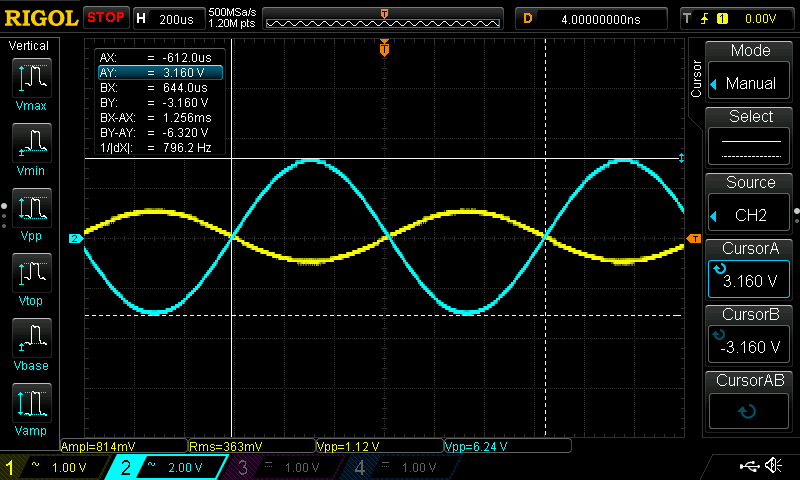 RIGOL STOP H 200us 500MSa/s 1.20M pts T D 4.00000000ns T 1 0.00V
Vertical
Vmax
Vmin
Vpp
Vtop
Vbase
Vamp
AX: = -612.0us
AY: = 3.160 V
BX: = 644.0us
BY: = -3.160 V
BX-AX: = 1.256ms
BY-AY: = -6.320 V
1/|dX|: = 796.2 Hz
T
2
T
Cursor
Mode
Manual
Select
Source
CH2
CursorA
3.160 V
CursorB
-3.160 V
CursorAB
Ampl=814mV Rms=363mV Vpp=1.12 V Vpp=6.24 V
1 ~ 1.00 V 2 ~ 2.00 V 3 = 1.00 V 4 = 1.00 V